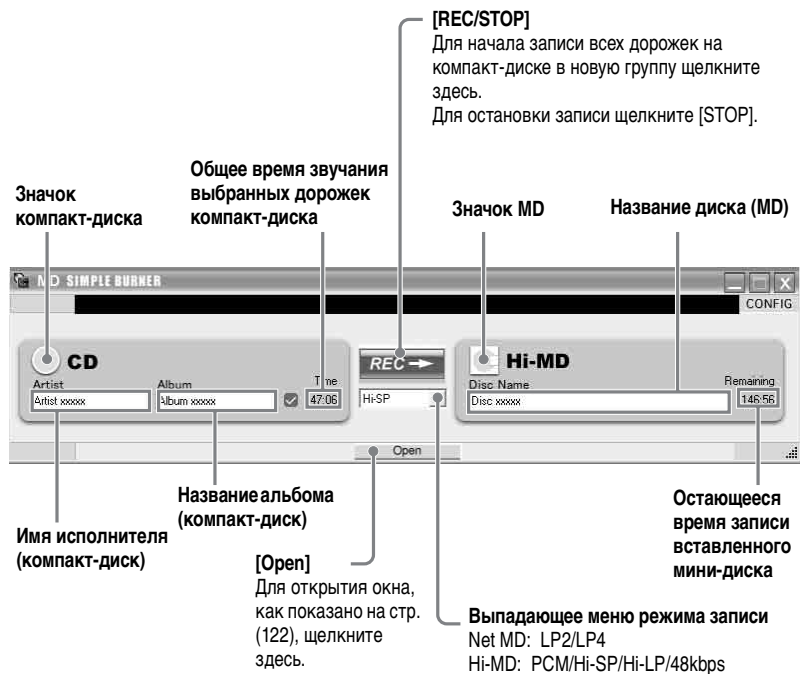 [REC/STOP]
Для начала записи всех дорожек на
компакт-диске в новую группу щелкните
здесь.
Для остановки записи щелкните [STOP].
Общее время звучания
выбранных дорожек
компакт-диска
Значок
компакт-диска
Значок MD
Название диска (MD)
MD SIMPLE BURNER
CONFIG
CD
REC
Hi-MD
Artist
Album
Time
Disc Name
Remaining
Artist xxxxx
Album xxxxx
47:06
Hi-SP
Disc xxxxx
146:56
Open
Название альбома
(компакт-диск)
Имя исполнителя
(компакт-диск)
Остающееся
время записи
вставленного
мини-диска
[Open]
Для открытия окна,
как показано на стр.
(122), щелкните
здесь.
Выпадающее меню режима записи
Net MD: LP2/LP4
Hi-MD: PCM/Hi-SP/Hi-LP/48kbps